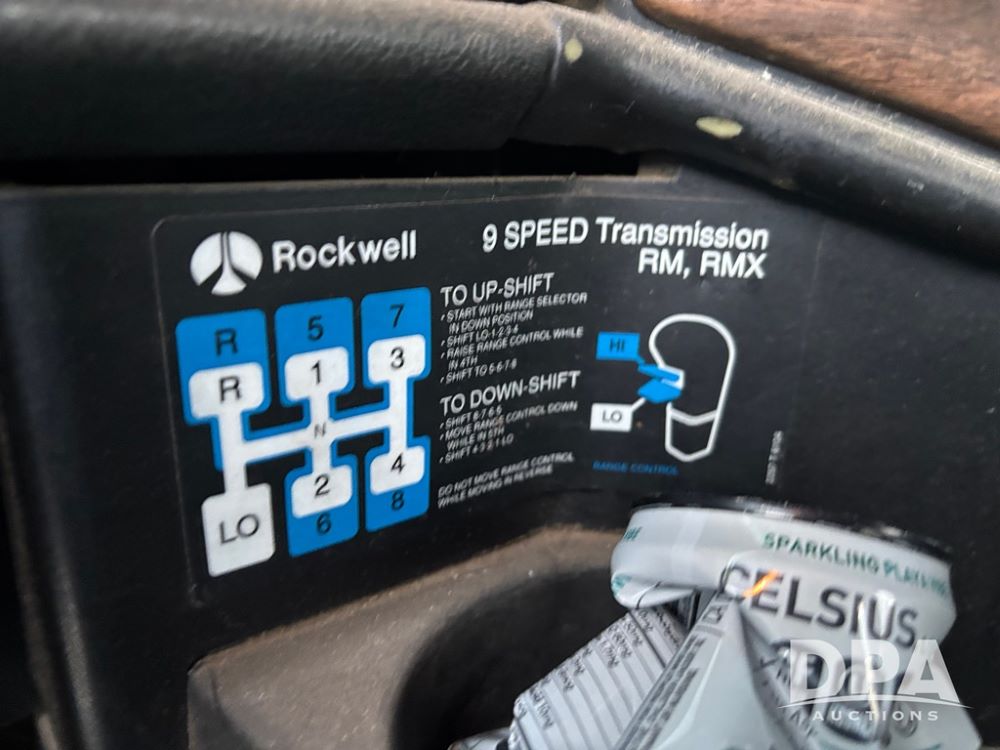 Rockwell
9 SPEED Transmission
RM, RMX
R 5 7
R 1 3
N
2 4
LO 6 8
TO UP-SHIFT
• START WITH RANGE SELECTOR
IN DOWN POSITION
• SHIFT LO-1-2-3-4
• RAISE RANGE CONTROL WHILE
IN 4TH
• SHIFT TO 5-6-7-8
TO DOWN-SHIFT
• SHIFT 8-7-6-5
• MOVE RANGE CONTROL DOWN
WHILE IN 5TH
• SHIFT 4-3-2-1-LO
DO NOT MOVE RANGE CONTROL
WHILE MOVING IN REVERSE
HI
LO
RANGE CONTROL
SPARKLING
CELSIUS
DPA
AUCTIONS